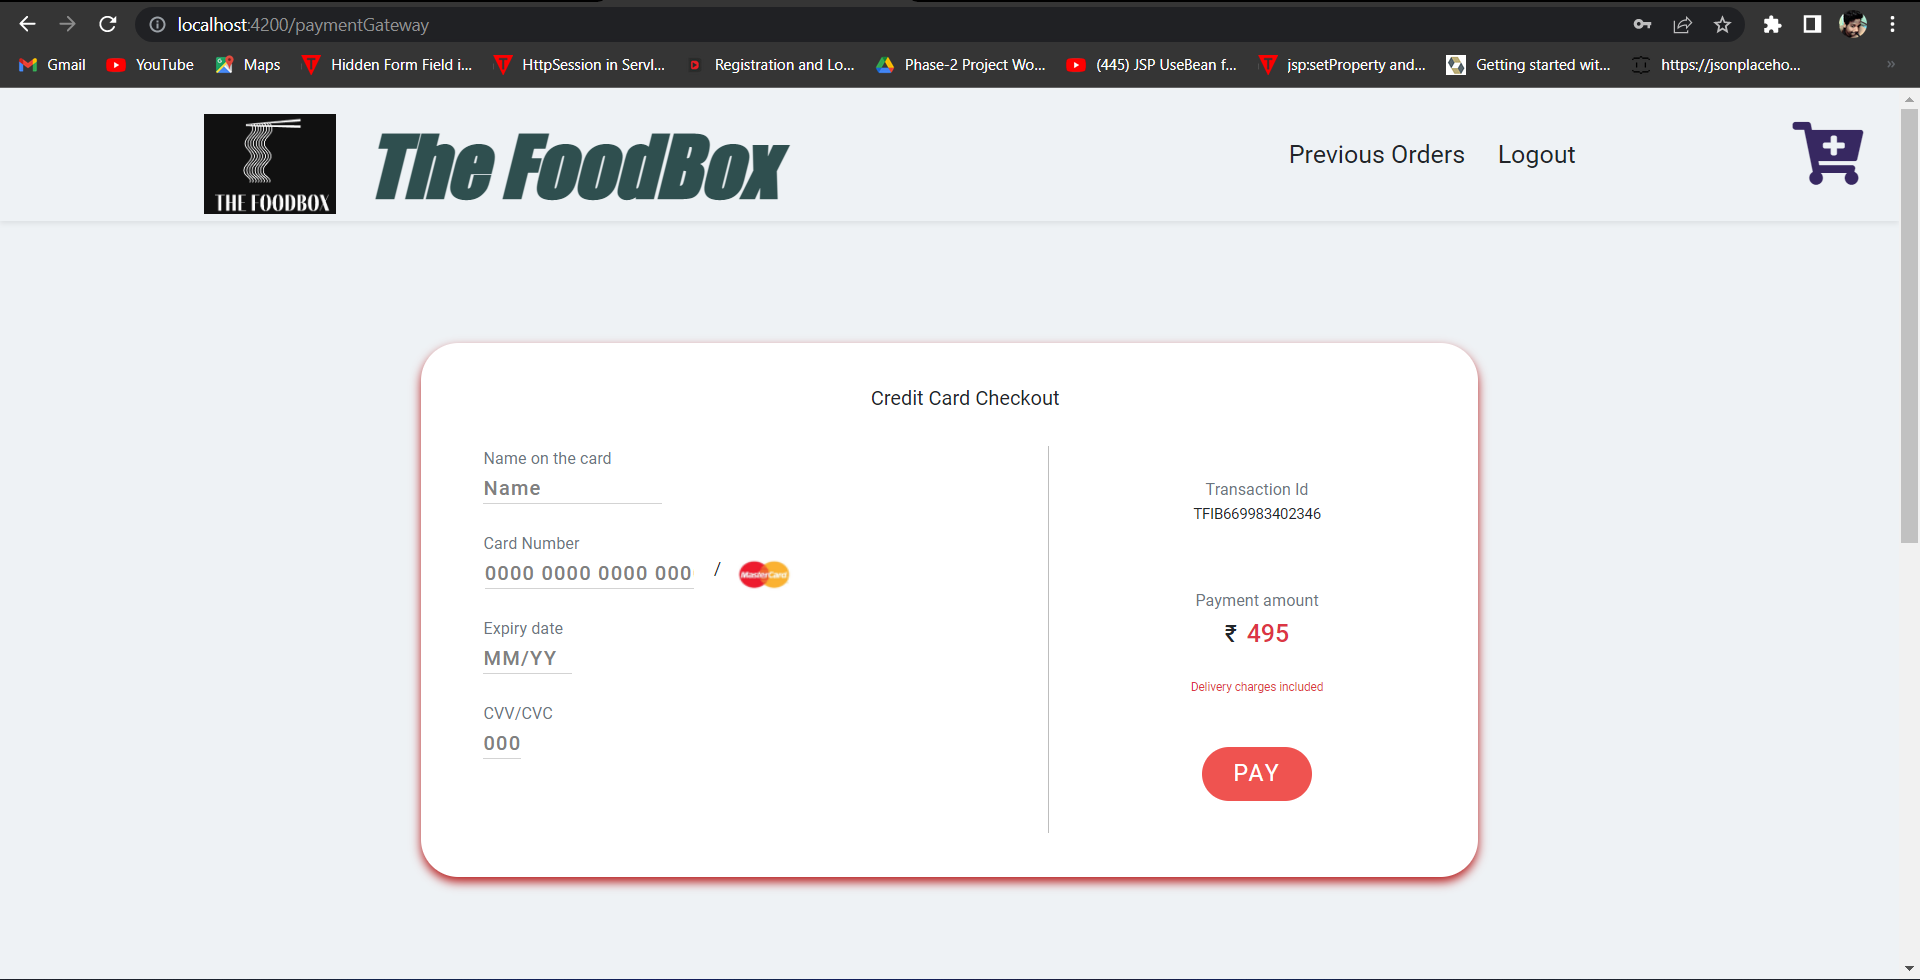 localhost:4200/paymentGateway
Gmail YouTube Maps Hidden Form Field i... HttpSession in Servl... Registration and Lo... Phase-2 Project Wo... (445) JSP UseBean f... jsp:setProperty and... Getting started wit... https://jsonplaceho... »
THE FOODBOX
The FoodBox
Previous Orders Logout
Credit Card Checkout
Name on the card
Name
Card Number
0000 0000 0000 000 / MasterCard
Expiry date
MM/YY
CVV/CVC
000
Transaction Id
TFIB669983402346
Payment amount
₹ 495
Delivery charges included
PAY